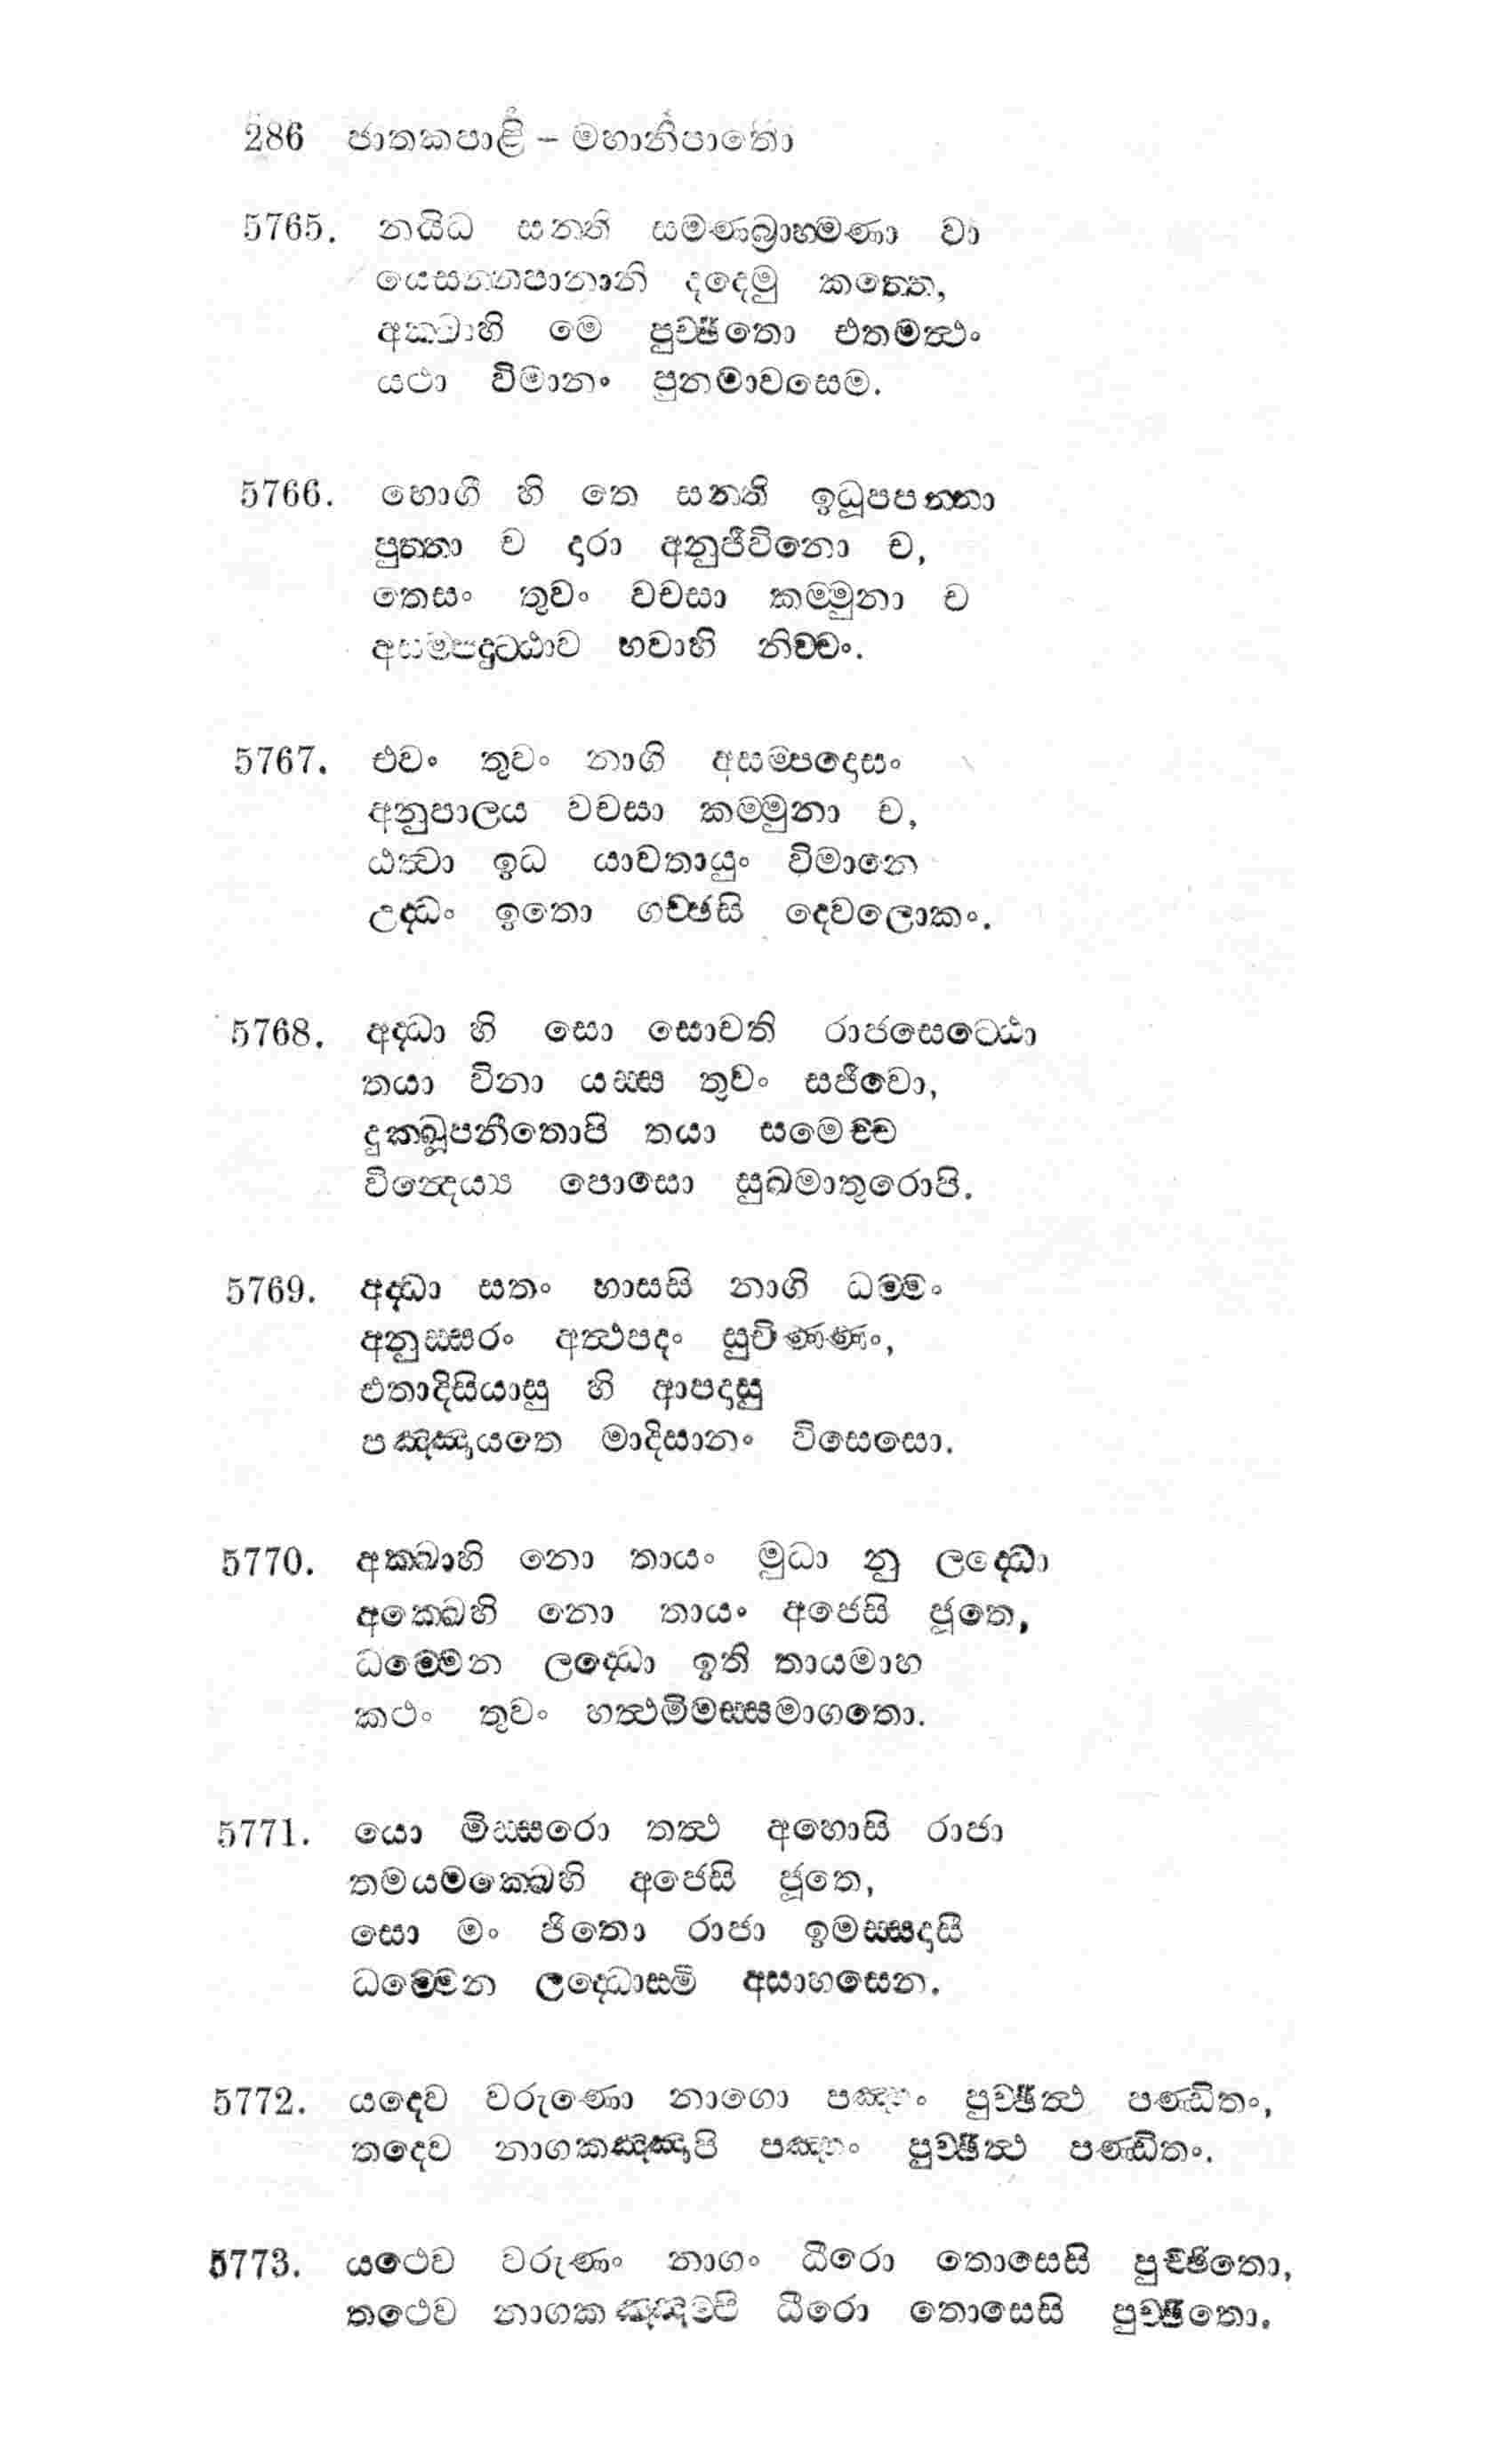 286 ජාතකපාළි – මහානිපාතො
5765. නයිධ සන්ති සමණබ්‍රාහ්මණා වා
යෙසන්නපානානි දදෙමු කත්තෙ,
අක්ඛාහි මෙ පුච්ඡිතො එතමත්ථං
යථා විමානං පුනමාවසෙම.
5766. භොගී හි තෙ සන්ති ඉධූපපන්නා
පුත්තා ච දාරා අනුජීවිනො ච,
තෙසං තුවං වචසා කම්මුනා ච
අසම්පදුට්ඨාව භවාහි නිච්චං.
5767. එවං තුවං නාගි අසම්පදොසං
අනුපාලය වචසා කම්මුනා ච,
ඨත්වා ඉධ යාවතායුං විමානෙ
උද්ධං ඉතො ගච්ඡසි දෙවලොකං.
5768. අද්ධා හි සො සොචති රාජසෙට්ඨො
තයා විනා යස්ස තුවං සජීවො,
දුක්ඛූපනීතොපි තයා සමෙච්ච
වින්දෙය්‍ය පොසො සුඛමාතුරොපි.
5769. අද්ධා සතං භාසසි නාගි ධම්මං
අනුස්සරං අත්ථපදං සුචිණ්ණං,
එතාදිසියාසු හි ආපදාසු
පඤ්ඤායතෙ මාදිසානං විසෙසො.
5770. අක්ඛාහි නො තායං මුධා නු ලද්ධො
අක්ඛෙහි නො තායං අජෙසි ජූතෙ,
ධම්මෙන ලද්ධො ඉති තායමාහ
කථං තුවං හත්ථමිමස්සමාගතො.
5771. යො මිස්සරො තත්ථ අහොසි රාජා
තමයමක්ඛෙහි අජෙසි ජූතෙ,
සො මං ජිතො රාජා ඉමස්සදාසි
ධම්මෙන ලද්ධොස්මි අසාහසෙන.
5772. යදෙව වරුණො නාගො පඤ්හං පුච්ඡිත්ථ පණ්ඩිතං,
තදෙව නාගකඤ්ඤාපි පඤ්හං පුච්ඡිත්ථ පණ්ඩිතං.
5773. යථෙව වරුණං නාගං ධීරො තොසෙසි පුච්ඡිතො,
තථෙව නාගකඤ්ඤම්පි ධීරො තොසෙසි පුච්ඡිතො.